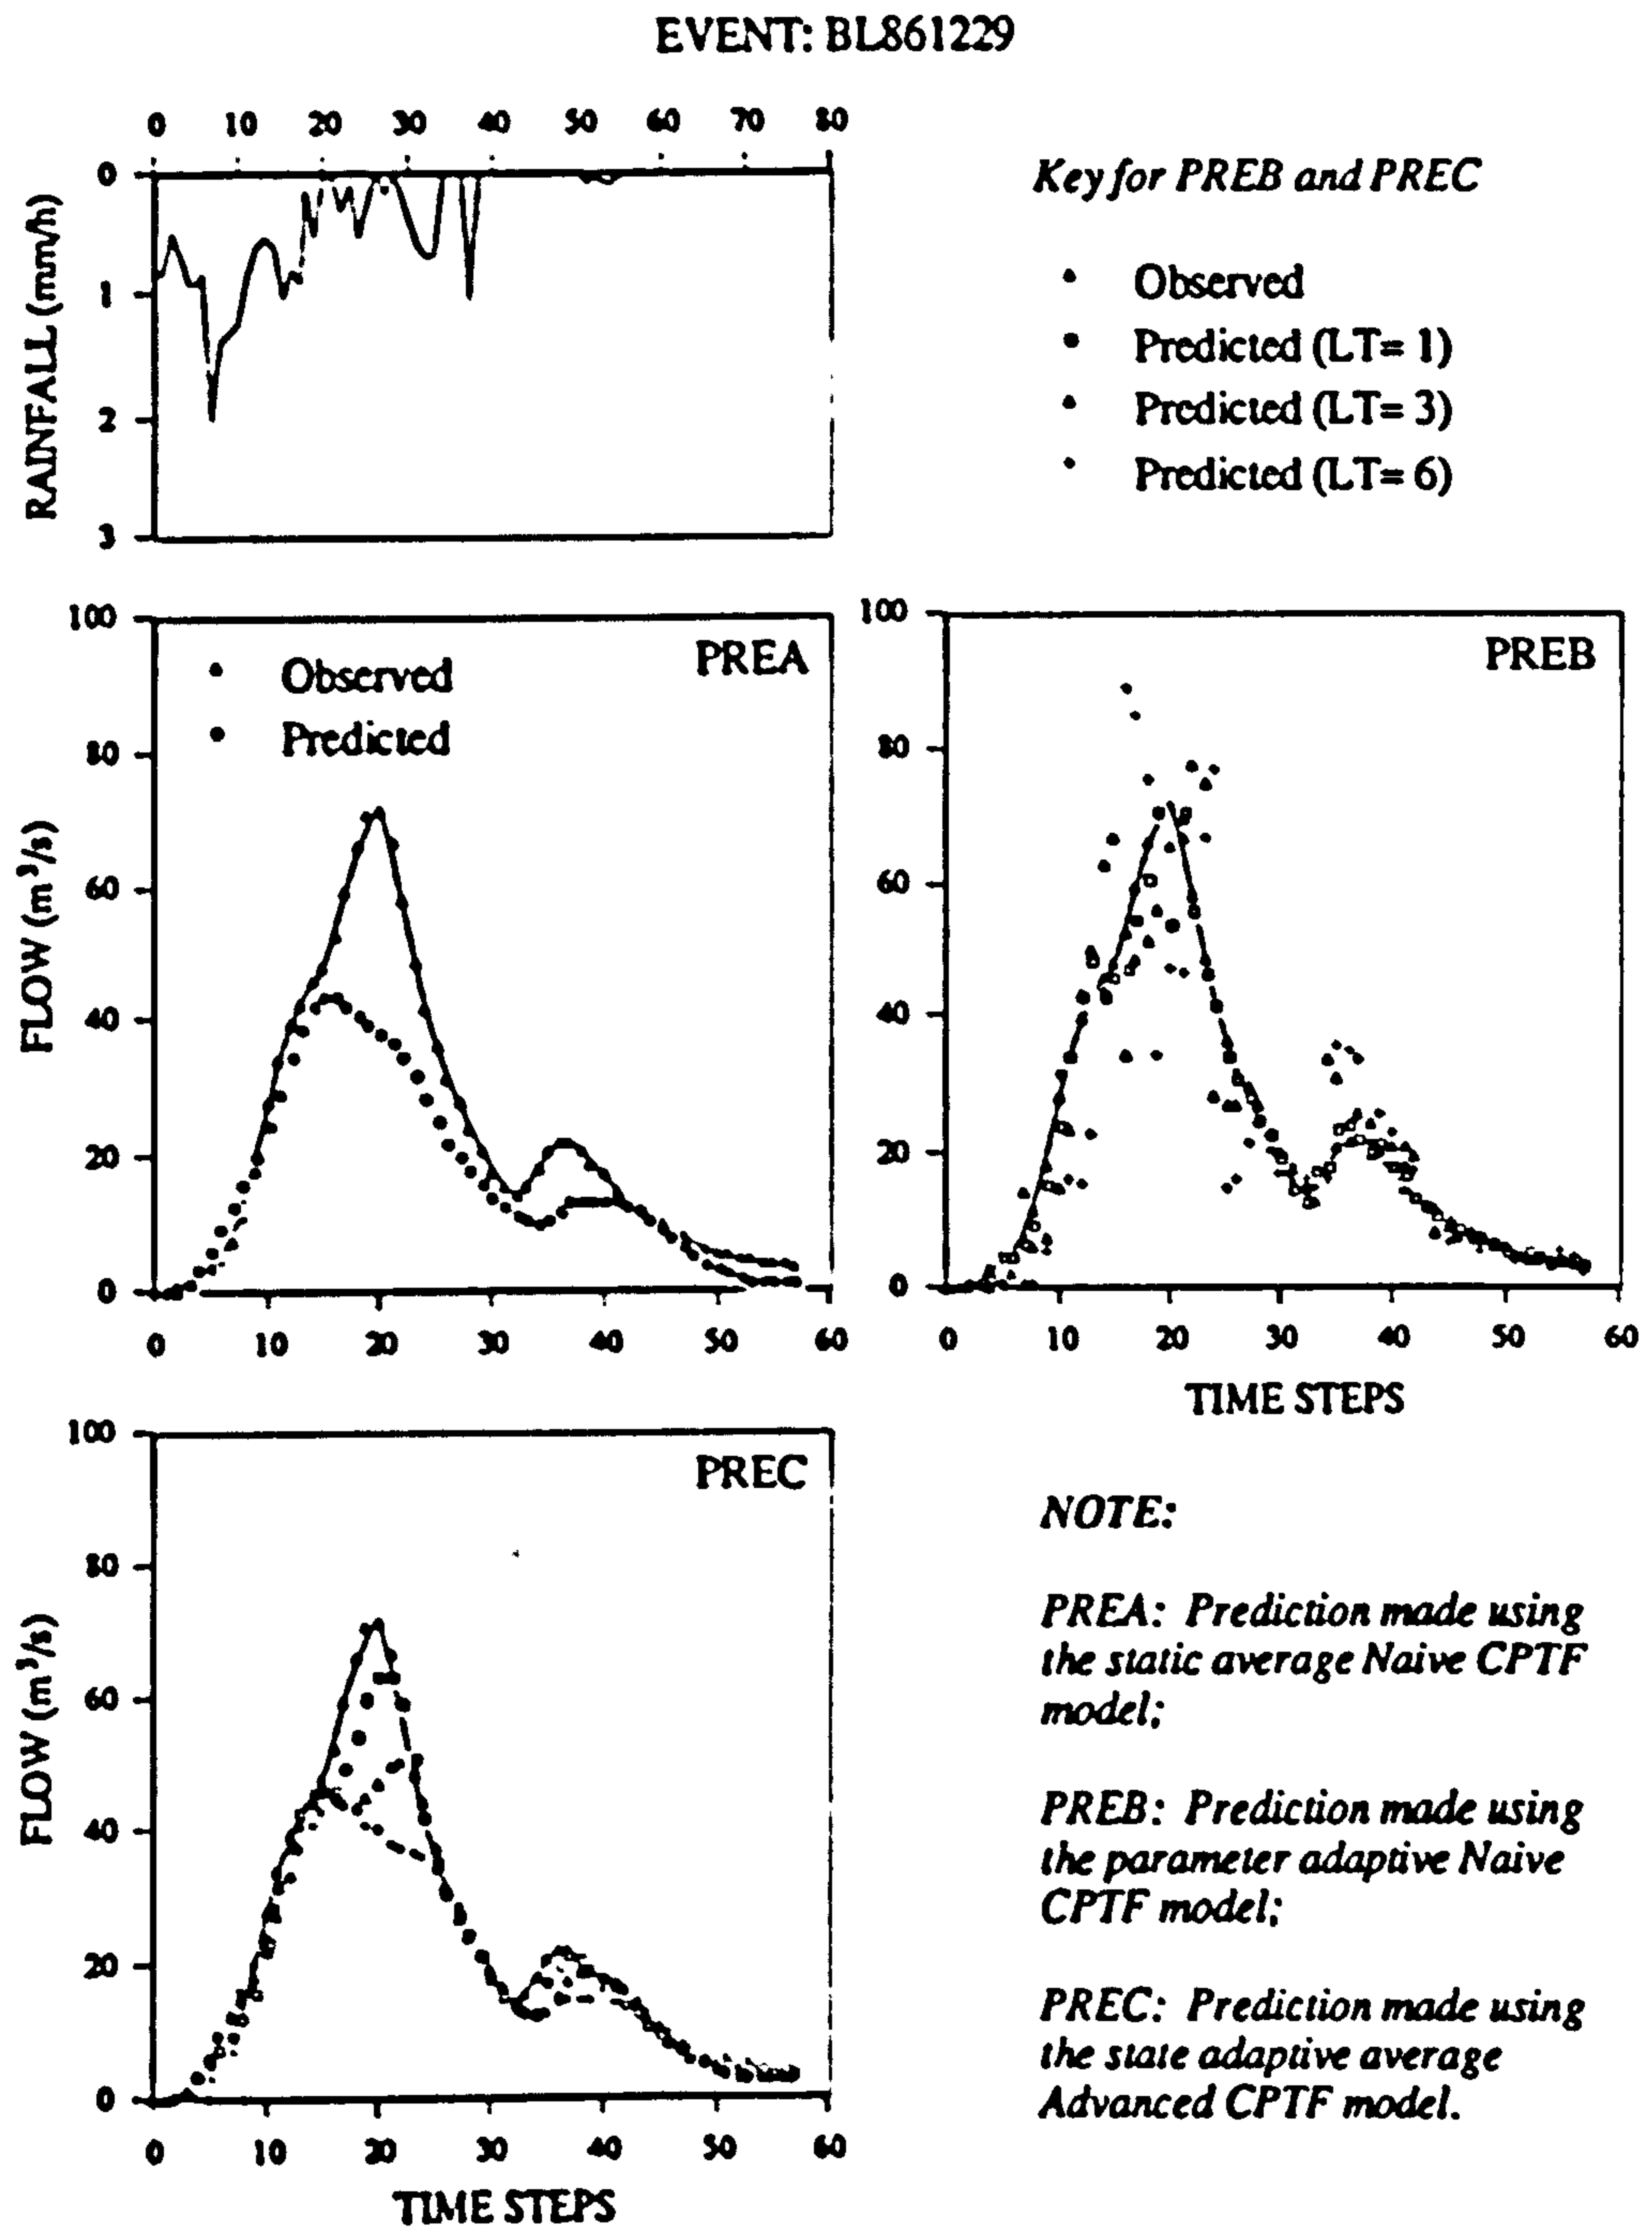 EVENT: BL861229
0 10 20 30 40 50 60 70 80
RAINFALL (mm/h)
0
1
2
3
Key for PREB and PREC
Observed
Predicted (LT= 1)
Predicted (LT= 3)
Predicted (LT= 6)
PREA
Observed
Predicted
FLOW (m³/s)
100
80
60
40
20
0
0 10 20 30 40 50 60
PREB
100
80
60
40
20
0
0 10 20 30 40 50 60
TIME STEPS
PREC
FLOW (m³/s)
100
80
60
40
20
0
0 10 20 30 40 50 60
TIME STEPS
NOTE:
PREA: Prediction made using
the static average Naive CPTF
model;
PREB: Prediction made using
the parameter adaptive Naive
CPTF model;
PREC: Prediction made using
the state adaptive average
Advanced CPTF model.